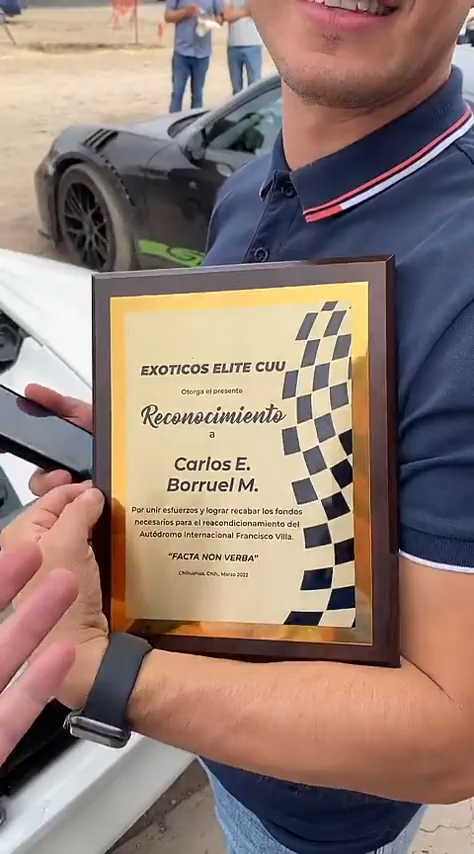 EXOTICOS ELITE CUU
Otorga el presente
Reconocimiento
a
Carlos E.
Borruel M.
Por unir esfuerzos y lograr recabar los fondos
necesarios para el reacondicionamiento del
Autódromo Internacional Francisco Villa.
"FACTA NON VERBA"
Chihuahua, Chih., Marzo 2022